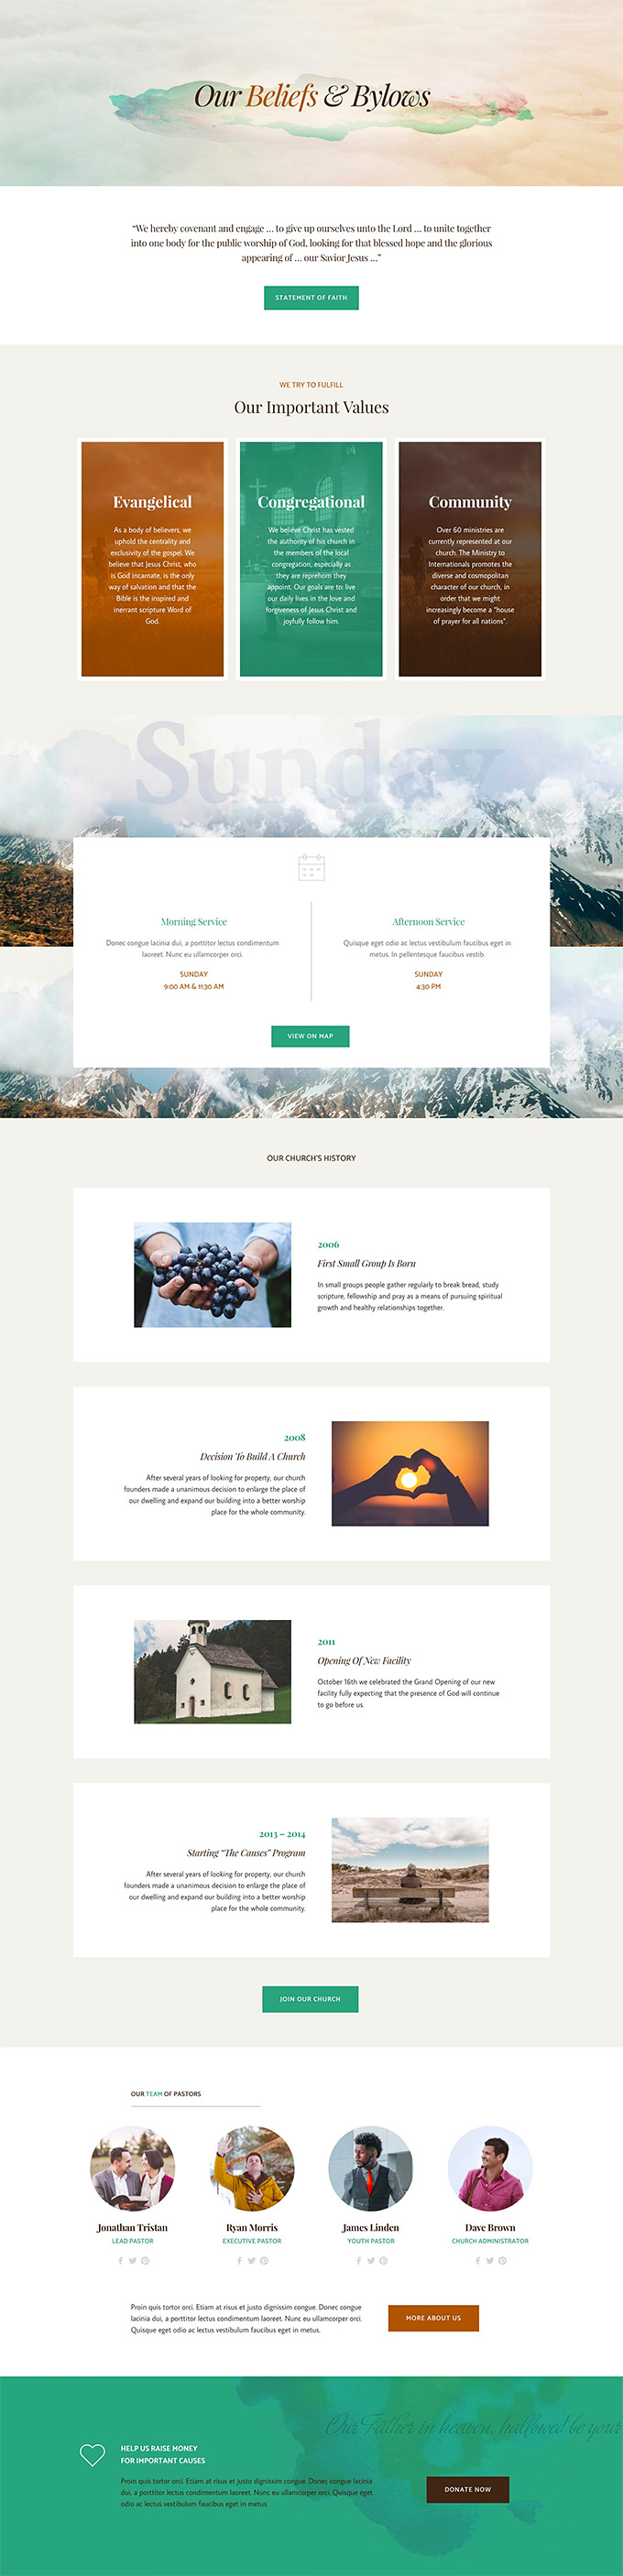 Our Beliefs & Bylows
“We hereby covenant and engage ... to give up ourselves unto the Lord ... to unite together
into one body for the public worship of God, looking for that blessed hope and the glorious
appearing of ... our Savior Jesus ...”
STATEMENT OF FAITH
WE TRY TO FULFILL
Our Important Values
Evangelical
As a body of believers, we
uphold the centrality and
exclusivity of the gospel. We
believe that Jesus Christ, who
is God incarnate, is the only
way of salvation and that the
Bible is the inspired and
inerrant scripture Word of
God.
Congregational
We believe Christ has vested
the authority of his church in
the members of the local
congregation, especially as
they are reprehom they
appoint. Our goals are to: live
our daily lives in the love and
forgiveness of Jesus Christ and
joyfully follow him.
Community
Over 60 ministries are
currently represented at our
church. The Ministry to
Internationals promotes the
diverse and cosmopolitan
character of our church, in
order that we might
increasingly become a “house
of prayer for all nations”.
Sunday
Morning Service
Donec congue lacinia dui, a porttitor lectus condimentum
laoreet. Nunc eu ullamcorper orci.
SUNDAY
9:00 AM & 11:30 AM
Afternoon Service
Quisque eget odio ac lectus vestibulum faucibus eget in
metus. In pellentesque faucibus vestib.
SUNDAY
4:30 PM
VIEW ON MAP
OUR CHURCH'S HISTORY
2006
First Small Group Is Born
In small groups people gather regularly to break bread, study
scripture, fellowship and pray as a means of pursuing spiritual
growth and healthy relationships together.
2008
Decision To Build A Church
After several years of looking for property, our church
founders made a unanimous decision to enlarge the place of
our dwelling and expand our building into a better worship
place for the whole community.
2011
Opening Of New Facility
October 16th we celebrated the Grand Opening of our new
facility fully expecting that the presence of God will continue
to go before us.
2013 – 2014
Starting “The Causes” Program
After several years of looking for property, our church
founders made a unanimous decision to enlarge the place of
our dwelling and expand our building into a better worship
place for the whole community.
JOIN OUR CHURCH
OUR TEAM OF PASTORS
Jonathan Tristan
LEAD PASTOR
Ryan Morris
EXECUTIVE PASTOR
James Linden
YOUTH PASTOR
Dave Brown
CHURCH ADMINISTRATOR
Proin quis tortor orci. Etiam at risus et justo dignissim congue. Donec congue
lacinia dui, a porttitor lectus condimentum laoreet. Nunc eu ullamcorper orci.
Quisque eget odio ac lectus vestibulum faucibus eget in metus.
MORE ABOUT US
Our Father in heaven, hallowed be your
HELP US RAISE MONEY
FOR IMPORTANT CAUSES
Proin quis tortor orci. Etiam at risus et justo dignissim congue. Donec congue lacinia
dui, a porttitor lectus condimentum laoreet. Nunc eu ullamcorper orci. Quisque eget
odio ac lectus vestibulum faucibus eget in metus.
DONATE NOW